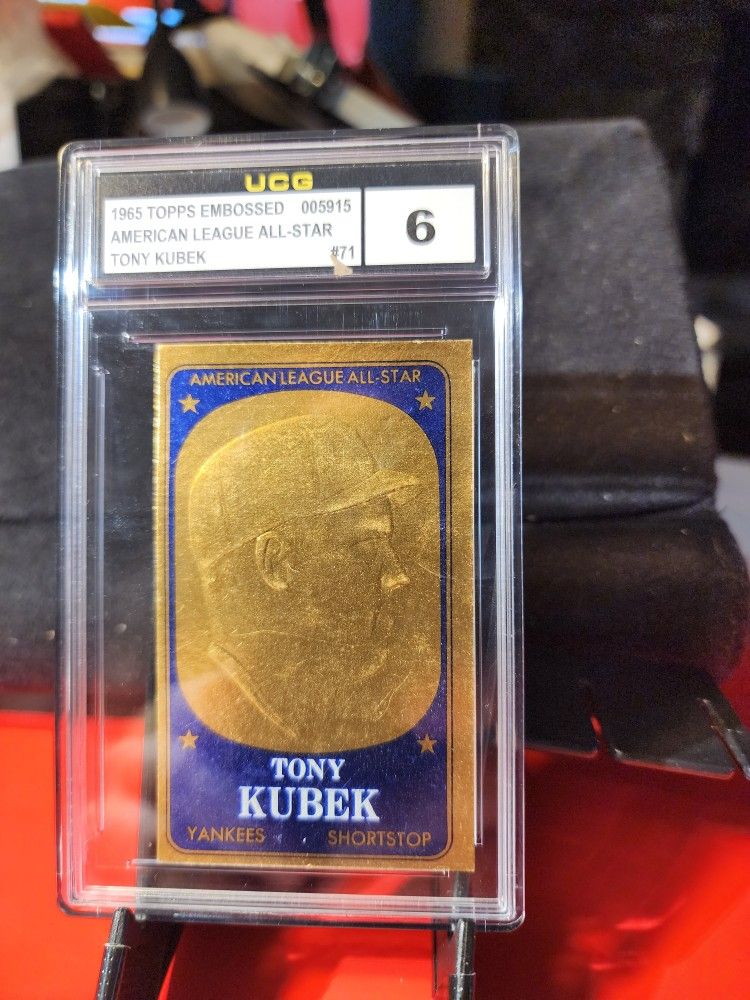 UCG
1965 TOPPS EMBOSSED 005915
AMERICAN LEAGUE ALL-STAR
TONY KUBEK #71
6
AMERICAN LEAGUE ALL-STAR
TONY
KUBEK
YANKEES SHORTSTOP